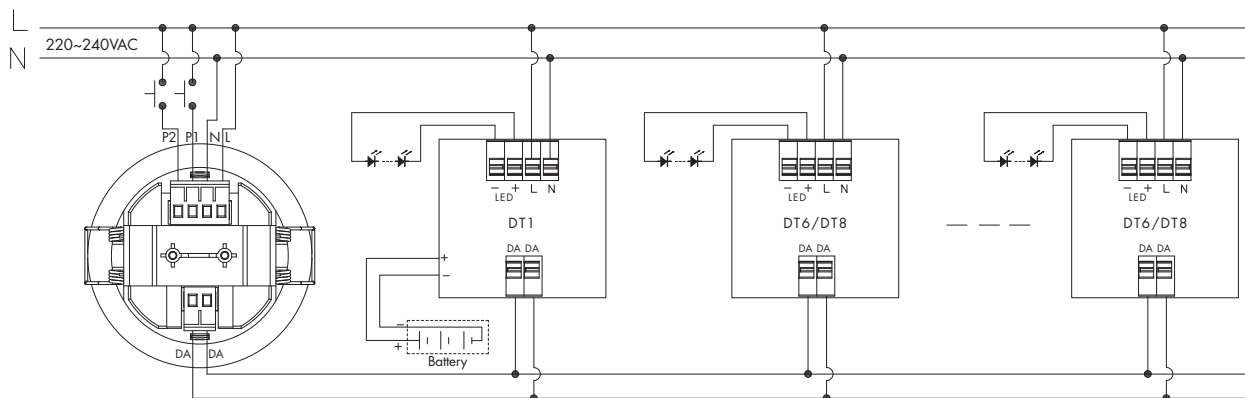 L
220~240VAC
N
P2 P1 N L
− + L N
LED
DT1
DA DA
+
−
−
+
Battery
− + L N
LED
DT6/DT8
DA DA
− + L N
LED
DT6/DT8
DA DA
DA DA